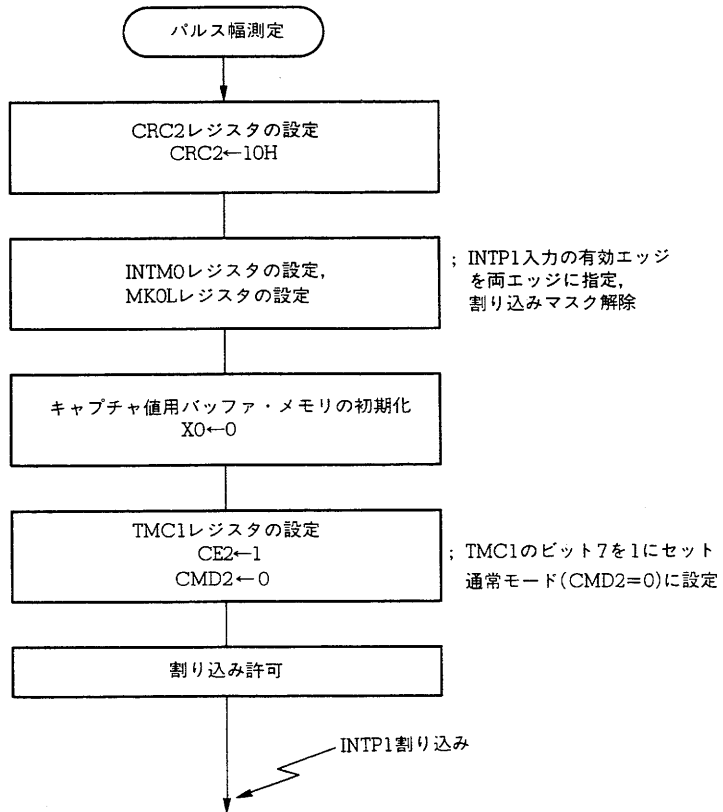 パルス幅測定
CRC2レジスタの設定
CRC2←10H
INTM0レジスタの設定,
MK0Lレジスタの設定
; INTP1入力の有効エッジ
を両エッジに指定,
割り込みマスク解除
キャプチャ値用バッファ・メモリの初期化
X0←0
TMC1レジスタの設定
CE2←1
CMD2←0
; TMC1のビット7を1にセット
通常モード(CMD2=0)に設定
割り込み許可
INTP1割り込み